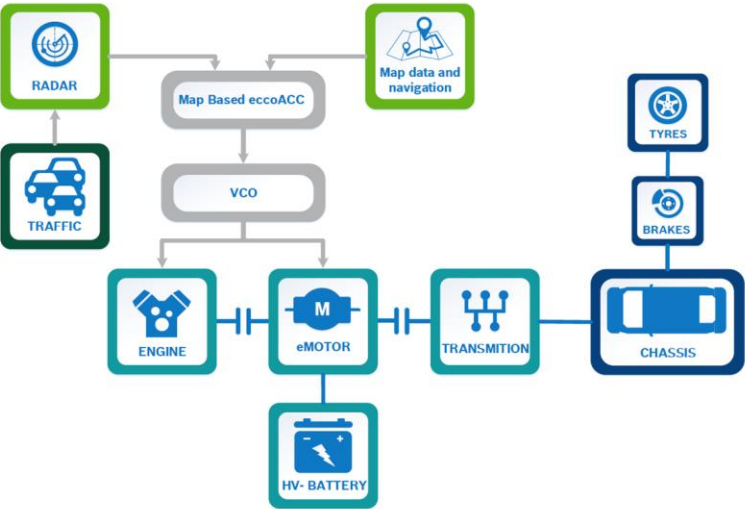 RADAR
Map data and
navigation
Map Based eccoACC
TYRES
TRAFFIC
VCO
BRAKES
M
ENGINE
eMOTOR
TRANSMITION
CHASSIS
- +
HV- BATTERY